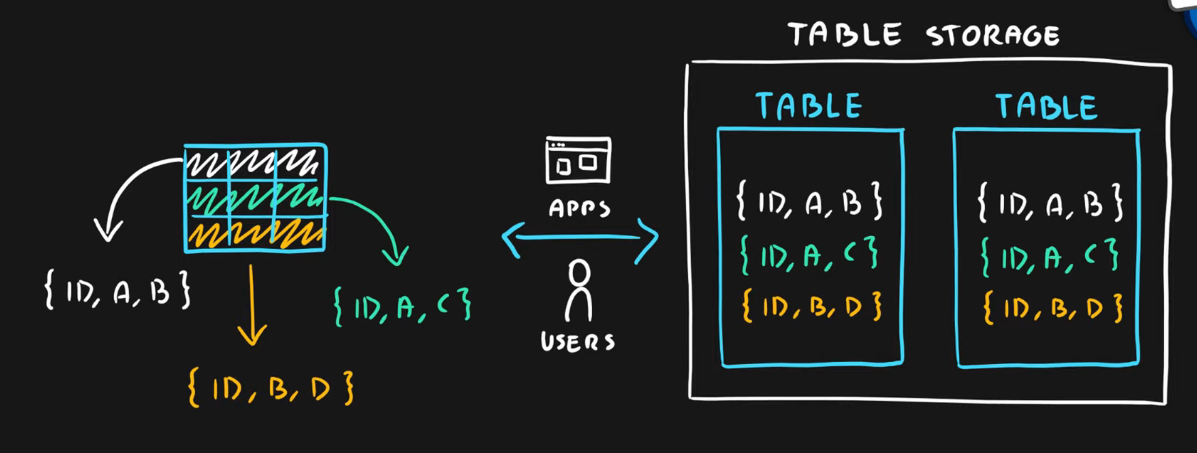 TABLE STORAGE
TABLE TABLE
{ ID, A, B }
{ ID, A, C }
{ ID, B, D }
APPS
USERS
{ ID, A, B }
{ ID, A, C }
{ ID, B, D }
{ ID, A, B }
{ ID, A, C }
{ ID, B, D }